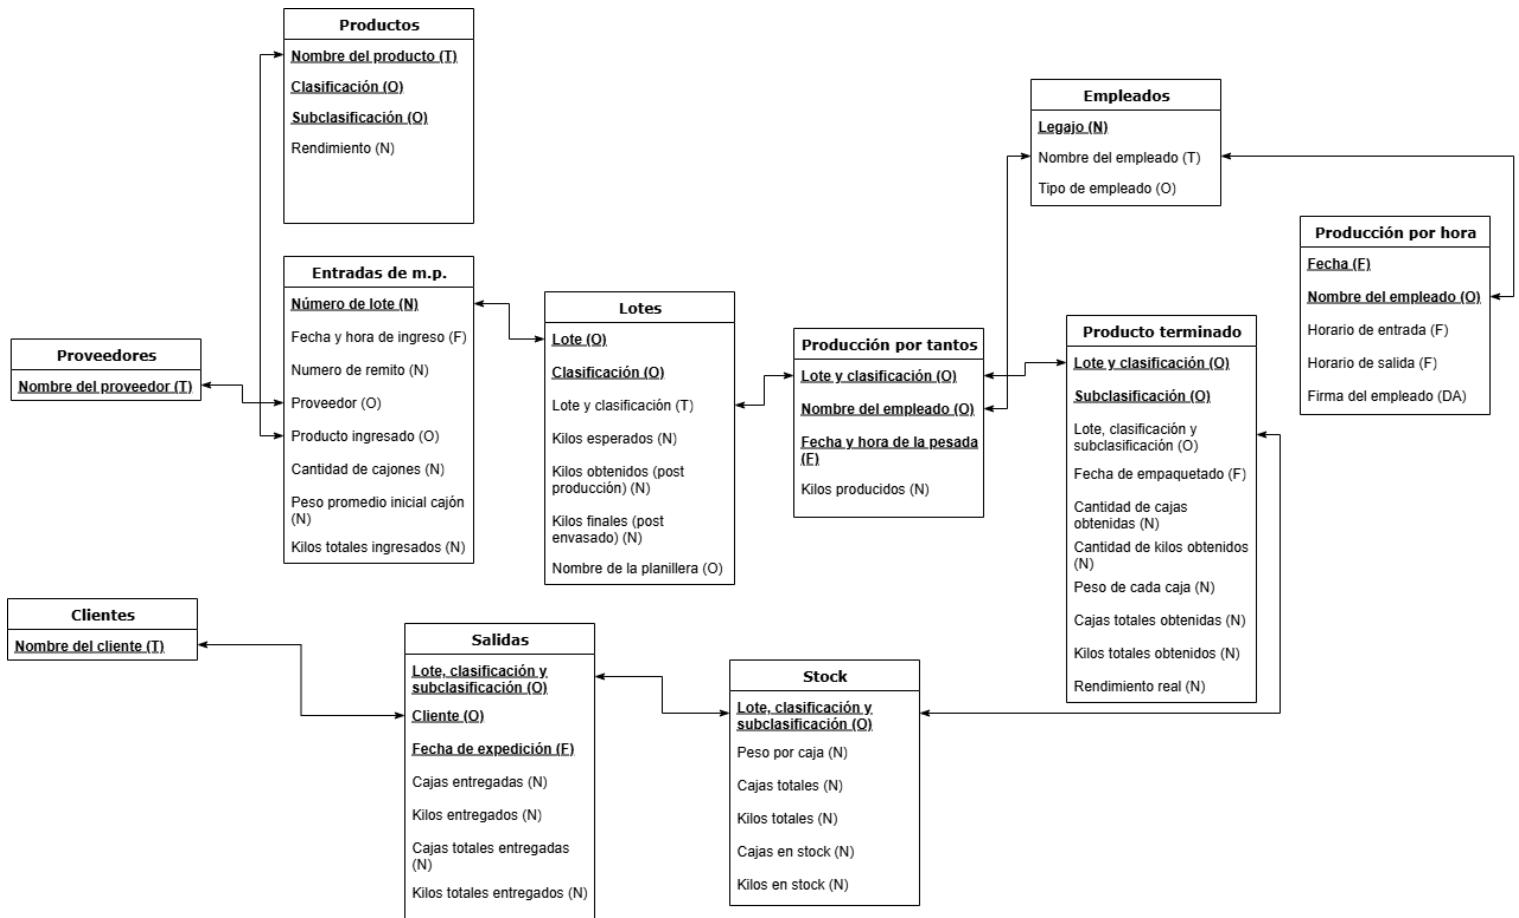 Productos
Nombre del producto (T)
Clasificación (O)
Subclasificación (O)
Rendimiento (N)
Empleados
Legajo (N)
Nombre del empleado (T)
Tipo de empleado (O)
Producción por hora
Fecha (F)
Nombre del empleado (O)
Horario de entrada (F)
Horario de salida (F)
Firma del empleado (DA)
Entradas de m.p.
Número de lote (N)
Fecha y hora de ingreso (F)
Numero de remito (N)
Proveedor (O)
Producto ingresado (O)
Cantidad de cajones (N)
Peso promedio inicial cajón
(N)
Kilos totales ingresados (N)
Proveedores
Nombre del proveedor (T)
Lotes
Lote (O)
Clasificación (O)
Lote y clasificación (T)
Kilos esperados (N)
Kilos obtenidos (post
producción) (N)
Kilos finales (post
envasado) (N)
Nombre de la planillera (O)
Producción por tantos
Lote y clasificación (O)
Nombre del empleado (O)
Fecha y hora de la pesada
(F)
Kilos producidos (N)
Producto terminado
Lote y clasificación (O)
Subclasificación (O)
Lote, clasificación y
subclasificación (O)
Fecha de empaquetado (F)
Cantidad de cajas
obtenidas (N)
Cantidad de kilos obtenidos
(N)
Peso de cada caja (N)
Cajas totales obtenidas (N)
Kilos totales obtenidos (N)
Rendimiento real (N)
Clientes
Nombre del cliente (T)
Salidas
Lote, clasificación y
subclasificación (O)
Cliente (O)
Fecha de expedición (F)
Cajas entregadas (N)
Kilos entregados (N)
Cajas totales entregadas
(N)
Kilos totales entregados (N)
Stock
Lote, clasificación y
subclasificación (O)
Peso por caja (N)
Cajas totales (N)
Kilos totales (N)
Cajas en stock (N)
Kilos en stock (N)